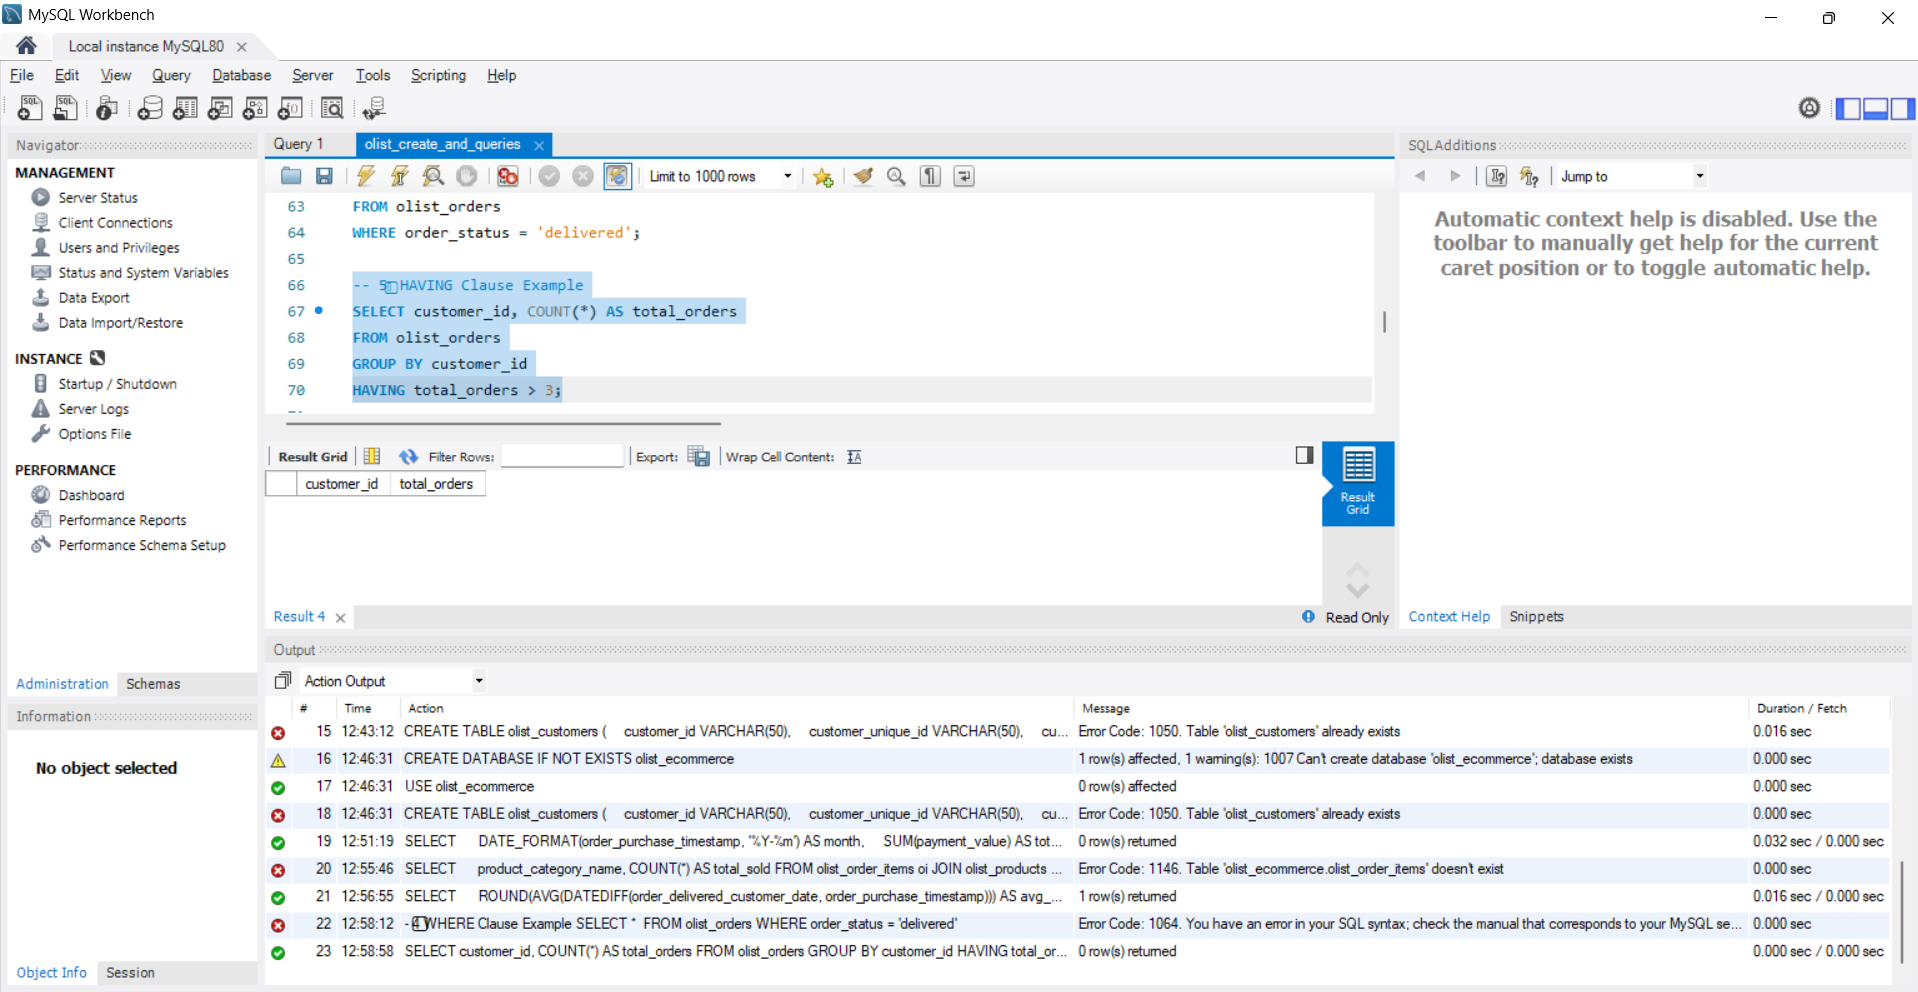 MySQL Workbench
Local instance MySQL80
File Edit View Query Database Server Tools Scripting Help
Navigator
MANAGEMENT
Server Status
Client Connections
Users and Privileges
Status and System Variables
Data Export
Data Import/Restore
INSTANCE
Startup / Shutdown
Server Logs
Options File
PERFORMANCE
Dashboard
Performance Reports
Performance Schema Setup
Administration Schemas
Information
No object selected
Object Info Session
Query 1 olist_create_and_queries
Limit to 1000 rows
63 FROM olist_orders
64 WHERE order_status = 'delivered';
65
66 -- 5 HAVING Clause Example
67 SELECT customer_id, COUNT(*) AS total_orders
68 FROM olist_orders
69 GROUP BY customer_id
70 HAVING total_orders > 3;
Result Grid Filter Rows: Export: Wrap Cell Content:
customer_id total_orders
Result Grid
Result 4 Read Only
SQLAdditions
Jump to
Automatic context help is disabled. Use the
toolbar to manually get help for the current
caret position or to toggle automatic help.
Context Help Snippets
Output
Action Output
# Time Action Message Duration / Fetch
15 12:43:12 CREATE TABLE olist_customers ( customer_id VARCHAR(50), customer_unique_id VARCHAR(50), cu... Error Code: 1050. Table 'olist_customers' already exists 0.016 sec
16 12:46:31 CREATE DATABASE IF NOT EXISTS olist_ecommerce 1 row(s) affected, 1 warning(s): 1007 Can't create database 'olist_ecommerce'; database exists 0.000 sec
17 12:46:31 USE olist_ecommerce 0 row(s) affected 0.000 sec
18 12:46:31 CREATE TABLE olist_customers ( customer_id VARCHAR(50), customer_unique_id VARCHAR(50), cu... Error Code: 1050. Table 'olist_customers' already exists 0.000 sec
19 12:51:19 SELECT DATE_FORMAT(order_purchase_timestamp, '%Y-%m') AS month, SUM(payment_value) AS tot... 0 row(s) returned 0.032 sec / 0.000 sec
20 12:55:46 SELECT product_category_name, COUNT(*) AS total_sold FROM olist_order_items oi JOIN olist_products ... Error Code: 1146. Table 'olist_ecommerce.olist_order_items' doesn't exist 0.000 sec
21 12:56:55 SELECT ROUND(AVG(DATEDIFF(order_delivered_customer_date, order_purchase_timestamp))) AS avg_... 1 row(s) returned 0.016 sec / 0.000 sec
22 12:58:12 - 4 WHERE Clause Example SELECT * FROM olist_orders WHERE order_status = 'delivered' Error Code: 1064. You have an error in your SQL syntax; check the manual that corresponds to your MySQL se... 0.000 sec
23 12:58:58 SELECT customer_id, COUNT(*) AS total_orders FROM olist_orders GROUP BY customer_id HAVING total_or... 0 row(s) returned 0.000 sec / 0.000 sec